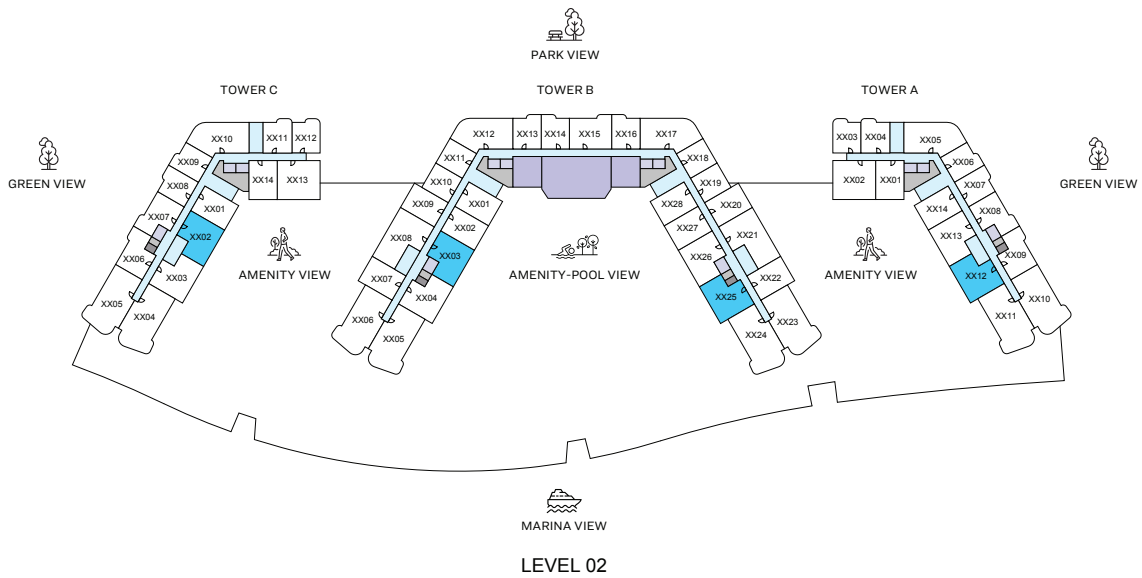 PARK VIEW
TOWER C
TOWER B
TOWER A
GREEN VIEW
XX10
XX11
XX12
XX09
XX08
XX14
XX13
XX01
XX07
XX02
XX06
XX03
XX05
XX04
AMENITY VIEW
XX12
XX13
XX14
XX15
XX16
XX17
XX11
XX18
XX10
XX01
XX28
XX19
XX09
XX02
XX27
XX20
XX08
XX03
XX26
XX21
XX07
XX04
XX25
XX22
XX06
XX05
XX24
XX23
AMENITY-POOL VIEW
AMENITY VIEW
XX03
XX04
XX05
XX06
XX02
XX01
XX07
XX14
XX08
XX13
XX09
XX12
XX10
XX11
GREEN VIEW
MARINA VIEW
LEVEL 02